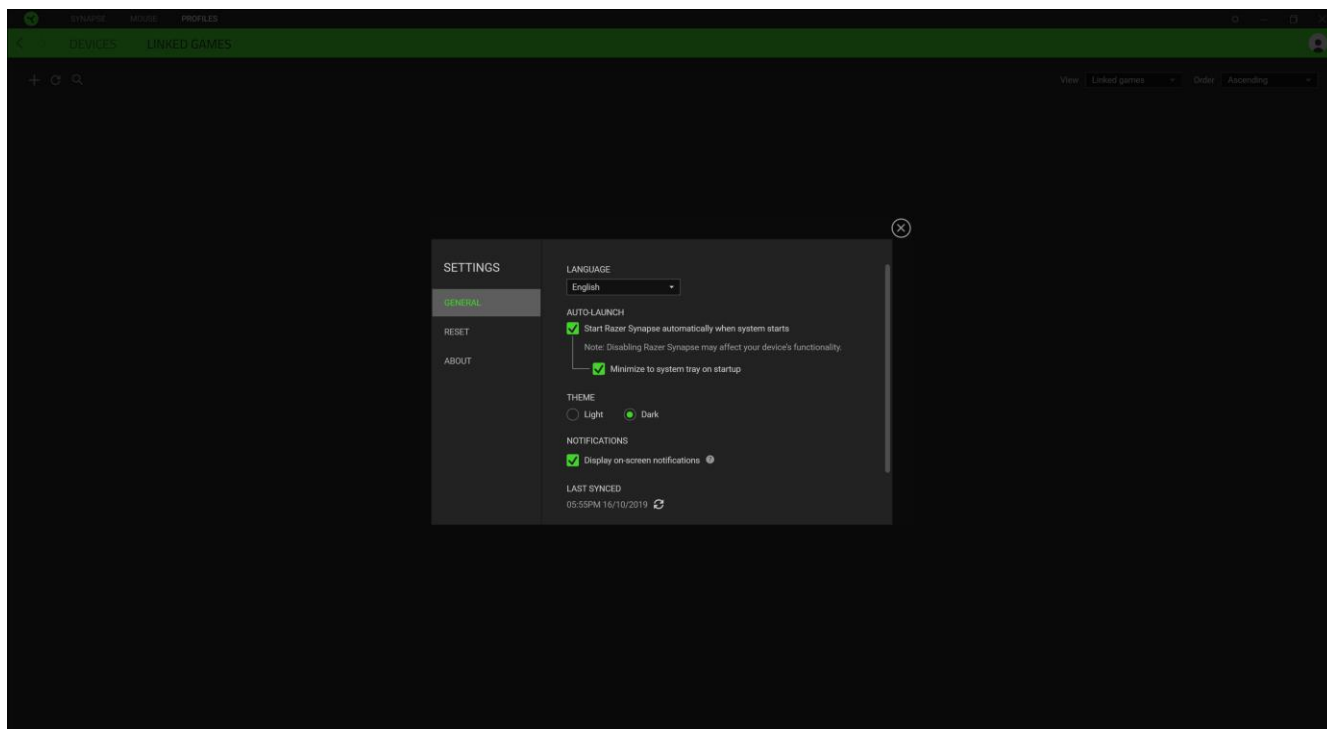 SYNAPSE MOUSE PROFILES
DEVICES LINKED GAMES
View Linked games Order Ascending
SETTINGS
GENERAL
RESET
ABOUT
LANGUAGE
English
AUTO-LAUNCH
Start Razer Synapse automatically when system starts
Note: Disabling Razer Synapse may affect your device's functionality.
Minimize to system tray on startup
THEME
Light Dark
NOTIFICATIONS
Display on-screen notifications
LAST SYNCED
05:55PM 16/10/2019